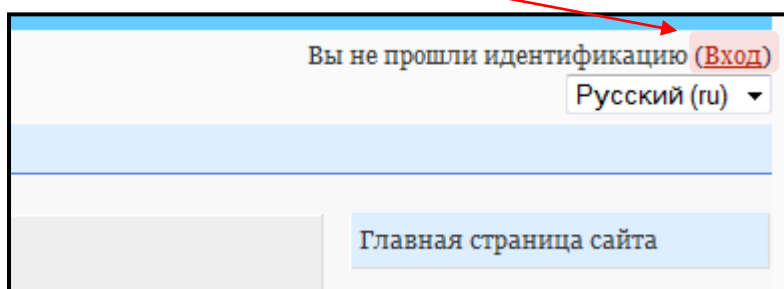 Вы не прошли идентификацию (Вход)
Русский (ru)
Главная страница сайта